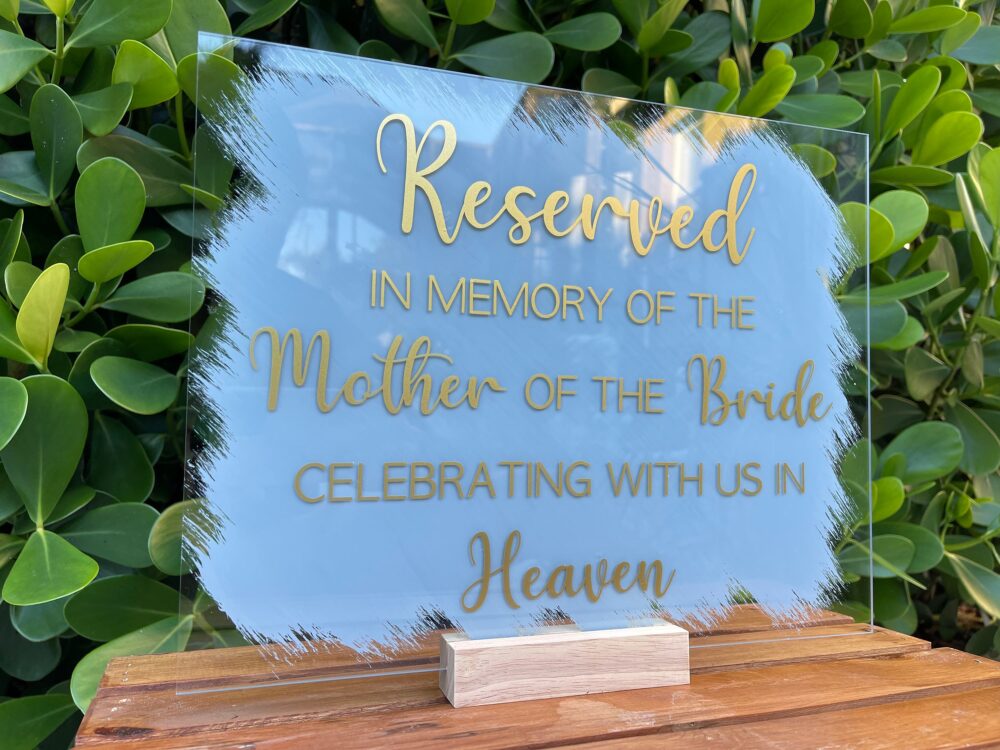 Reserved
IN MEMORY OF THE
Mother OF THE Bride
CELEBRATING WITH US IN
Heaven